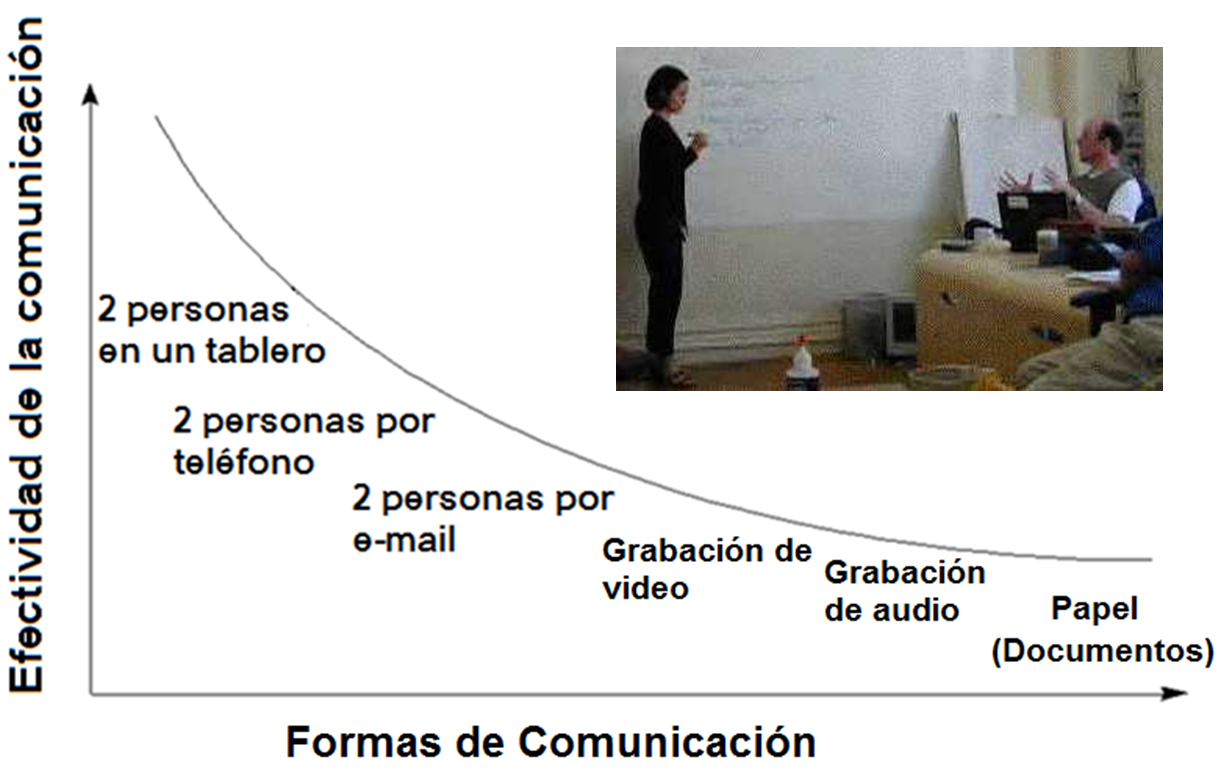 Efectividad de la comunicación
2 personas
en un tablero
2 personas por
teléfono
2 personas por
e-mail
Grabación de
video
Grabación
de audio
Papel
(Documentos)
Formas de Comunicación